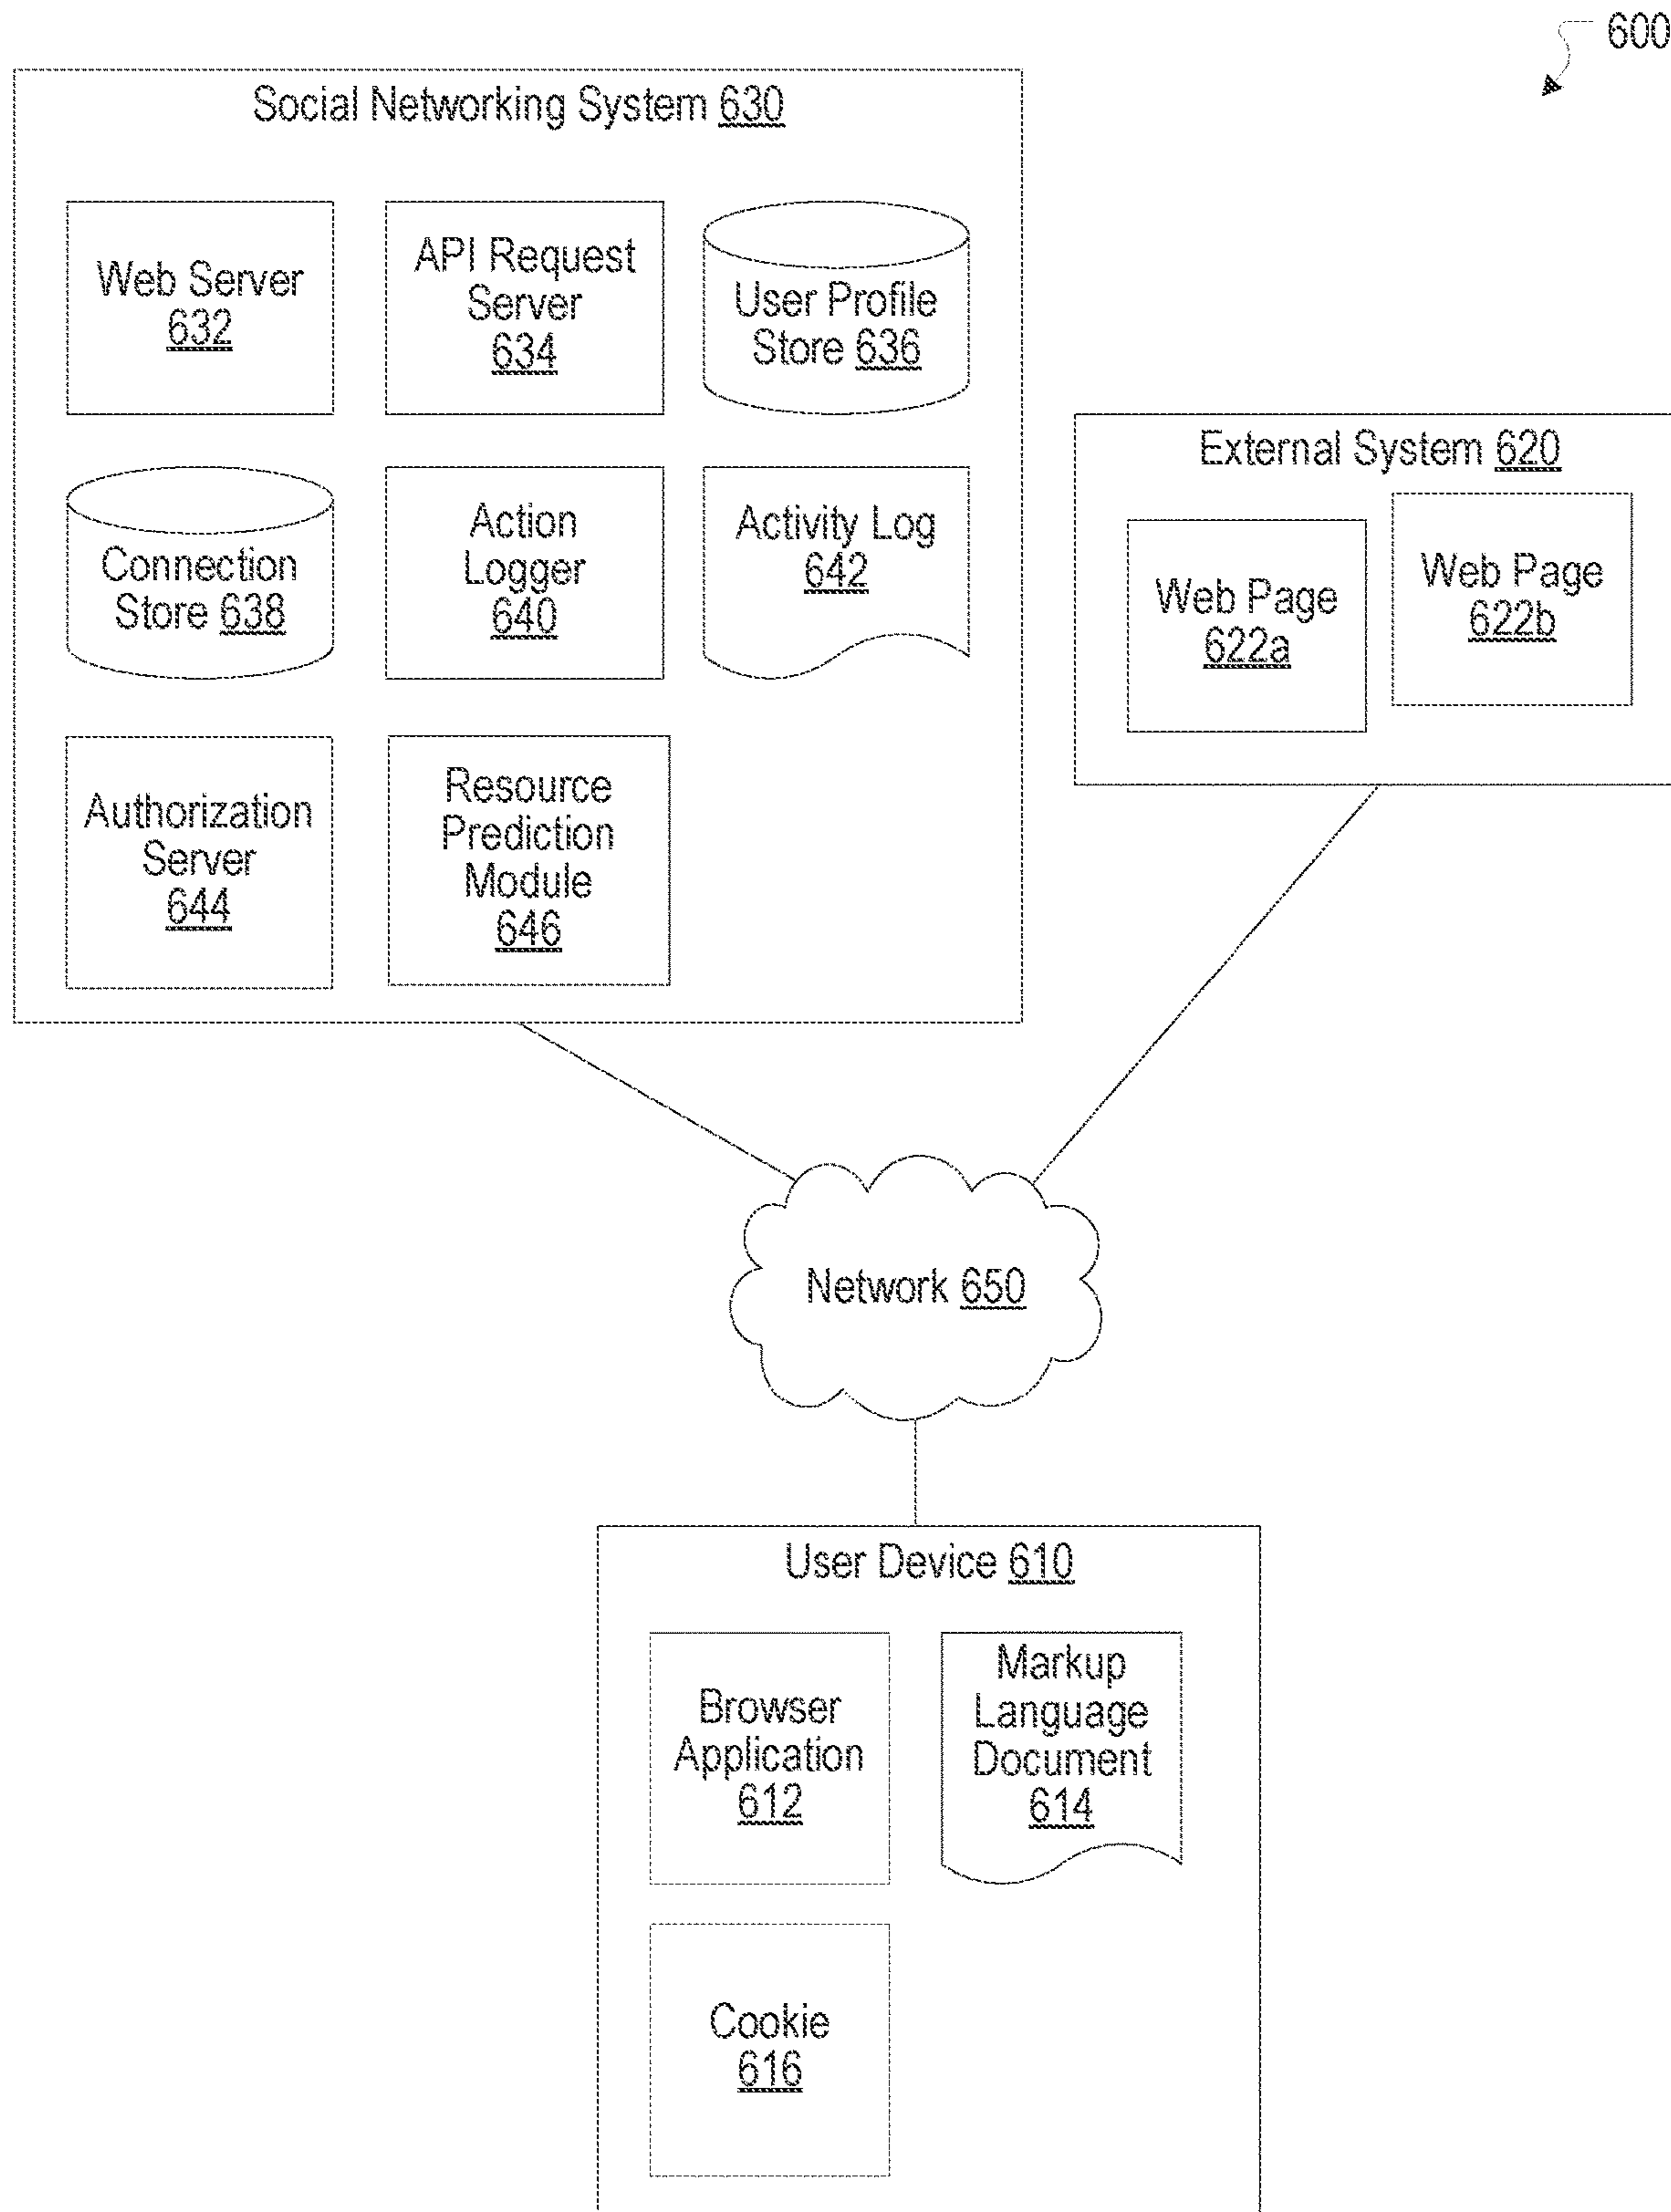 600
Social Networking System 630
Web Server
632
API Request
Server
634
User Profile
Store 636
Connection
Store 638
Action
Logger
640
Activity Log
642
Authorization
Server
644
Resource
Prediction
Module
646
External System 620
Web Page
622a
Web Page
622b
Network 650
User Device 610
Browser
Application
612
Markup
Language
Document
614
Cookie
616